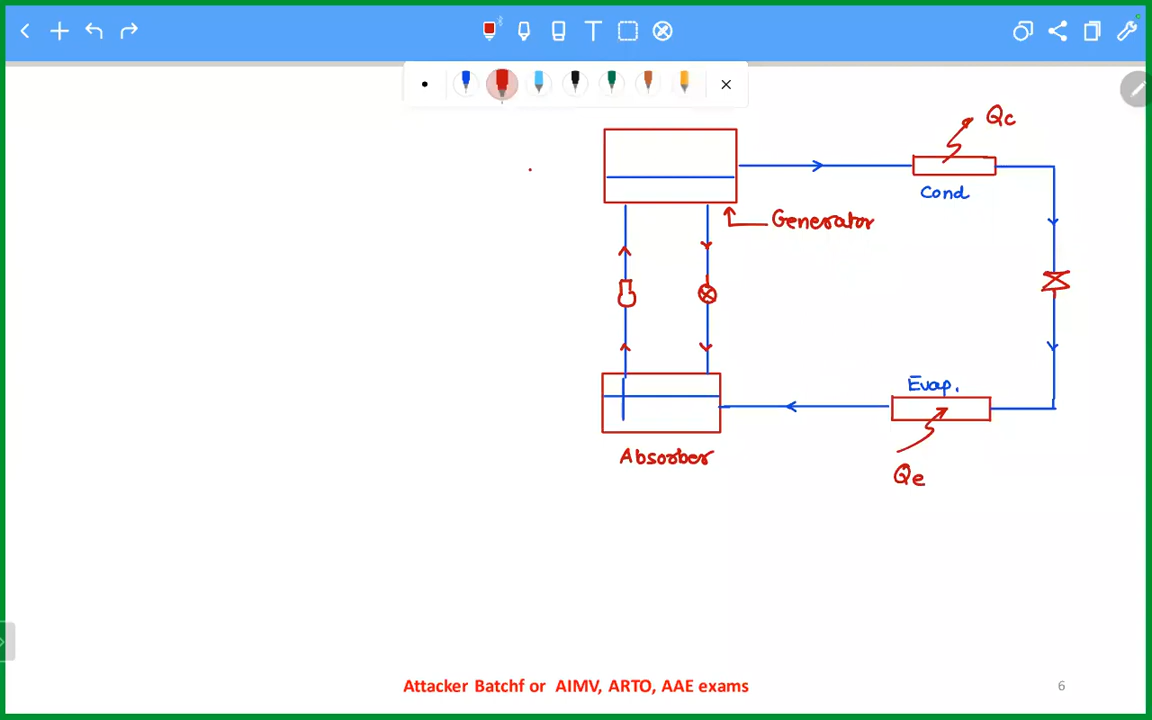 T
Qc
Cond
Generator
Evap.
Absorber
Qe
Attacker Batchf or AIMV, ARTO, AAE exams
6